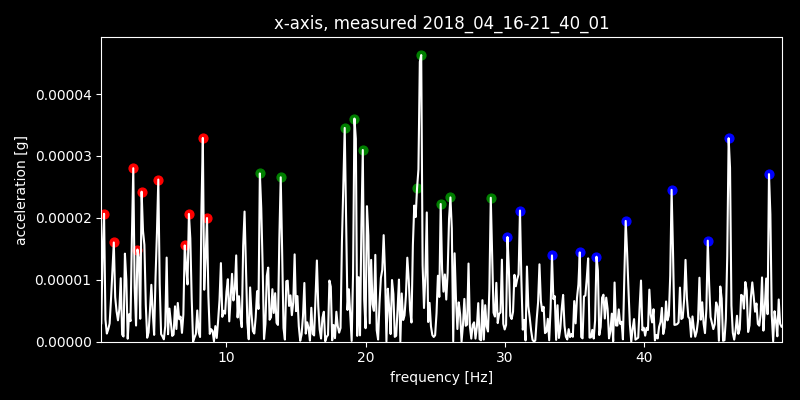 x-axis, measured 2018_04_16-21_40_01
acceleration [g]
0.00004
0.00003
0.00002
0.00001
0.00000
10 20 30 40
frequency [Hz]